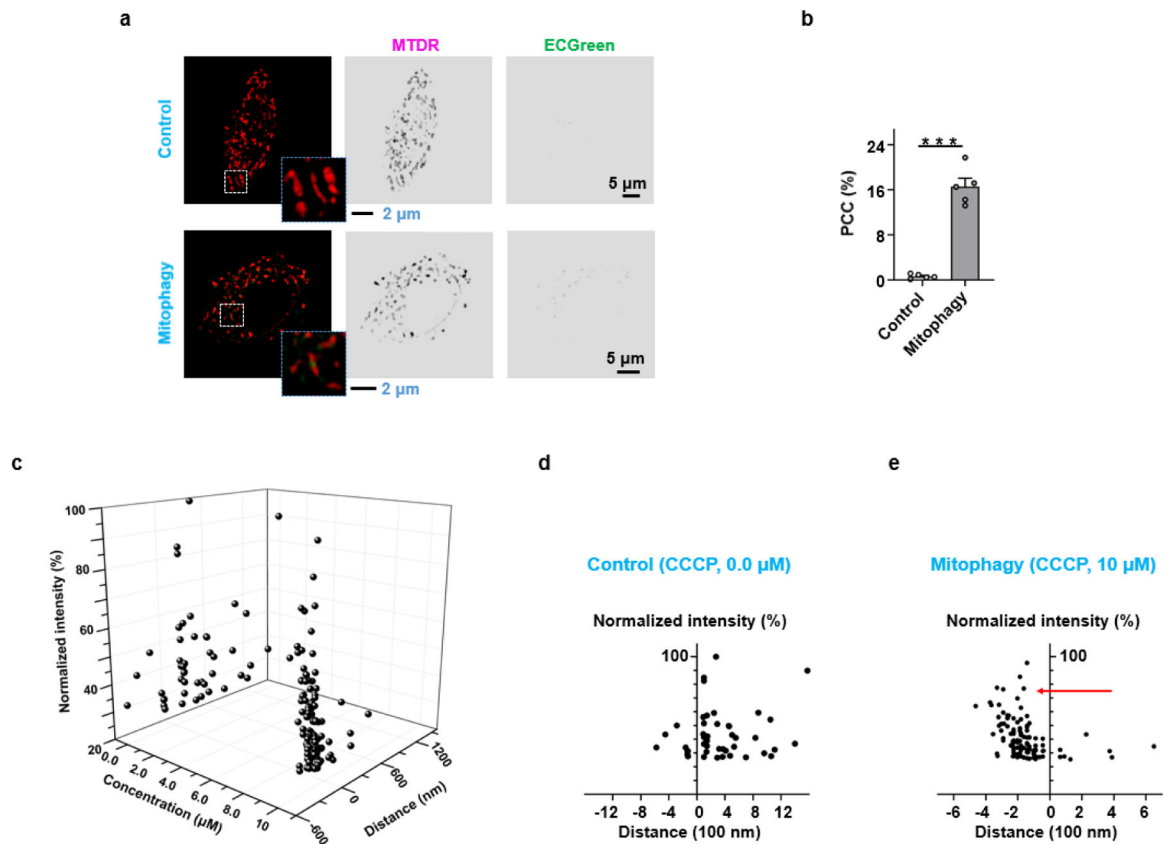 a
MTDR
ECGreen
Control
5 µm
2 µm
Mitophagy
5 µm
2 µm
b
PCC (%)
***
24
16
8
0
Control
Mitophagy
c
Normalized intensity (%)
100
80
60
40
20
0.0
2.0
4.0
6.0
8.0
10
Concentration (µM)
-600
0
600
1200
Distance (nm)
d
Control (CCCP, 0.0 µM)
Normalized intensity (%)
100
-12 -8 -4 0 4 8 12
Distance (100 nm)
e
Mitophagy (CCCP, 10 µM)
Normalized intensity (%)
100
-6 -4 -2 0 2 4 6
Distance (100 nm)